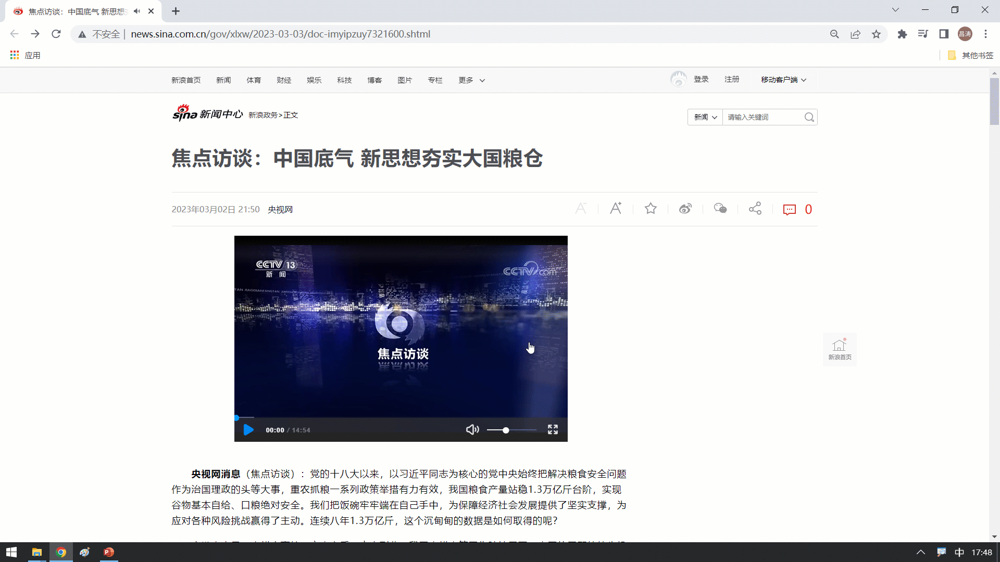 焦点访谈：中国底气 新思想
不安全
news.sina.com.cn/gov/xlxw/2023-03-03/doc-imyipzuy7321600.shtml
昌涛
应用
其他书签
新浪首页 新闻 体育 财经 娱乐 科技 博客 图片 专栏 更多
登录 注册 移动客户端
sina 新闻中心 新浪政务>正文
新闻 请输入关键词
焦点访谈：中国底气 新思想夯实大国粮仓
2023年03月02日 21:50 央视网
0
CCTV 13
新闻
CCTV.com
焦点访谈
00:00 / 14:54
新浪首页
央视网消息（焦点访谈）：党的十八大以来，以习近平同志为核心的党中央始终把解决粮食安全问题
作为治国理政的头等大事，重农抓粮一系列政策举措有力有效，我国粮食产量站稳1.3万亿斤台阶，实现
谷物基本自给、口粮绝对安全。我们把饭碗牢牢端在自己手中，为保障经济社会发展提供了坚实支撑，为
应对各种风险挑战赢得了主动。连续八年1.3万亿斤，这个沉甸甸的数据是如何取得的呢？
中 17:48